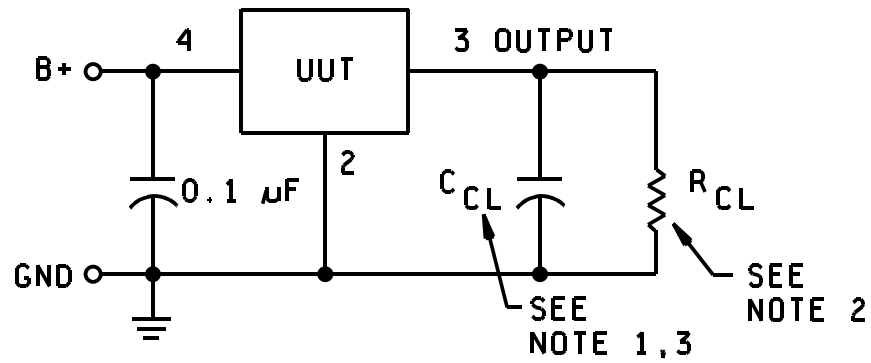 4
3 OUTPUT
B+
UUT
2
0.1 µF
C CL
R CL
GND
SEE
NOTE 2
SEE
NOTE 1,3